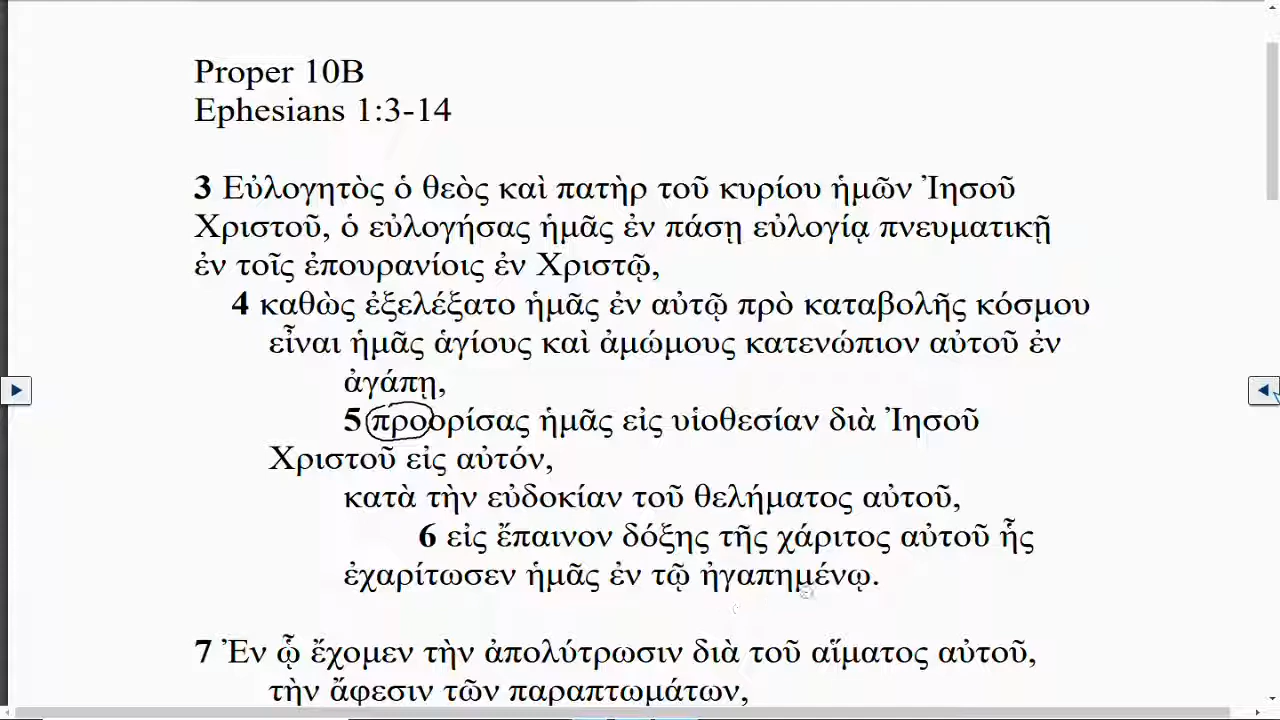 Proper 10B
Ephesians 1:3-14
3 Εὐλογητὸς ὁ θεὸς καὶ πατὴρ τοῦ κυρίου ἡμῶν Ἰησοῦ
Χριστοῦ, ὁ εὐλογήσας ἡμᾶς ἐν πάσῃ εὐλογίᾳ πνευματικῇ
ἐν τοῖς ἐπουρανίοις ἐν Χριστῷ,
4 καθὼς ἐξελέξατο ἡμᾶς ἐν αὐτῷ πρὸ καταβολῆς κόσμου
εἶναι ἡμᾶς ἁγίους καὶ ἀμώμους κατενώπιον αὐτοῦ ἐν
ἀγάπῃ,
5 προορίσας ἡμᾶς εἰς υἱοθεσίαν διὰ Ἰησοῦ
Χριστοῦ εἰς αὐτόν,
κατὰ τὴν εὐδοκίαν τοῦ θελήματος αὐτοῦ,
6 εἰς ἔπαινον δόξης τῆς χάριτος αὐτοῦ ἧς
ἐχαρίτωσεν ἡμᾶς ἐν τῷ ἠγαπημένῳ.
7 Ἐν ᾧ ἔχομεν τὴν ἀπολύτρωσιν διὰ τοῦ αἵματος αὐτοῦ,
τὴν ἄφεσιν τῶν παραπτωμάτων,